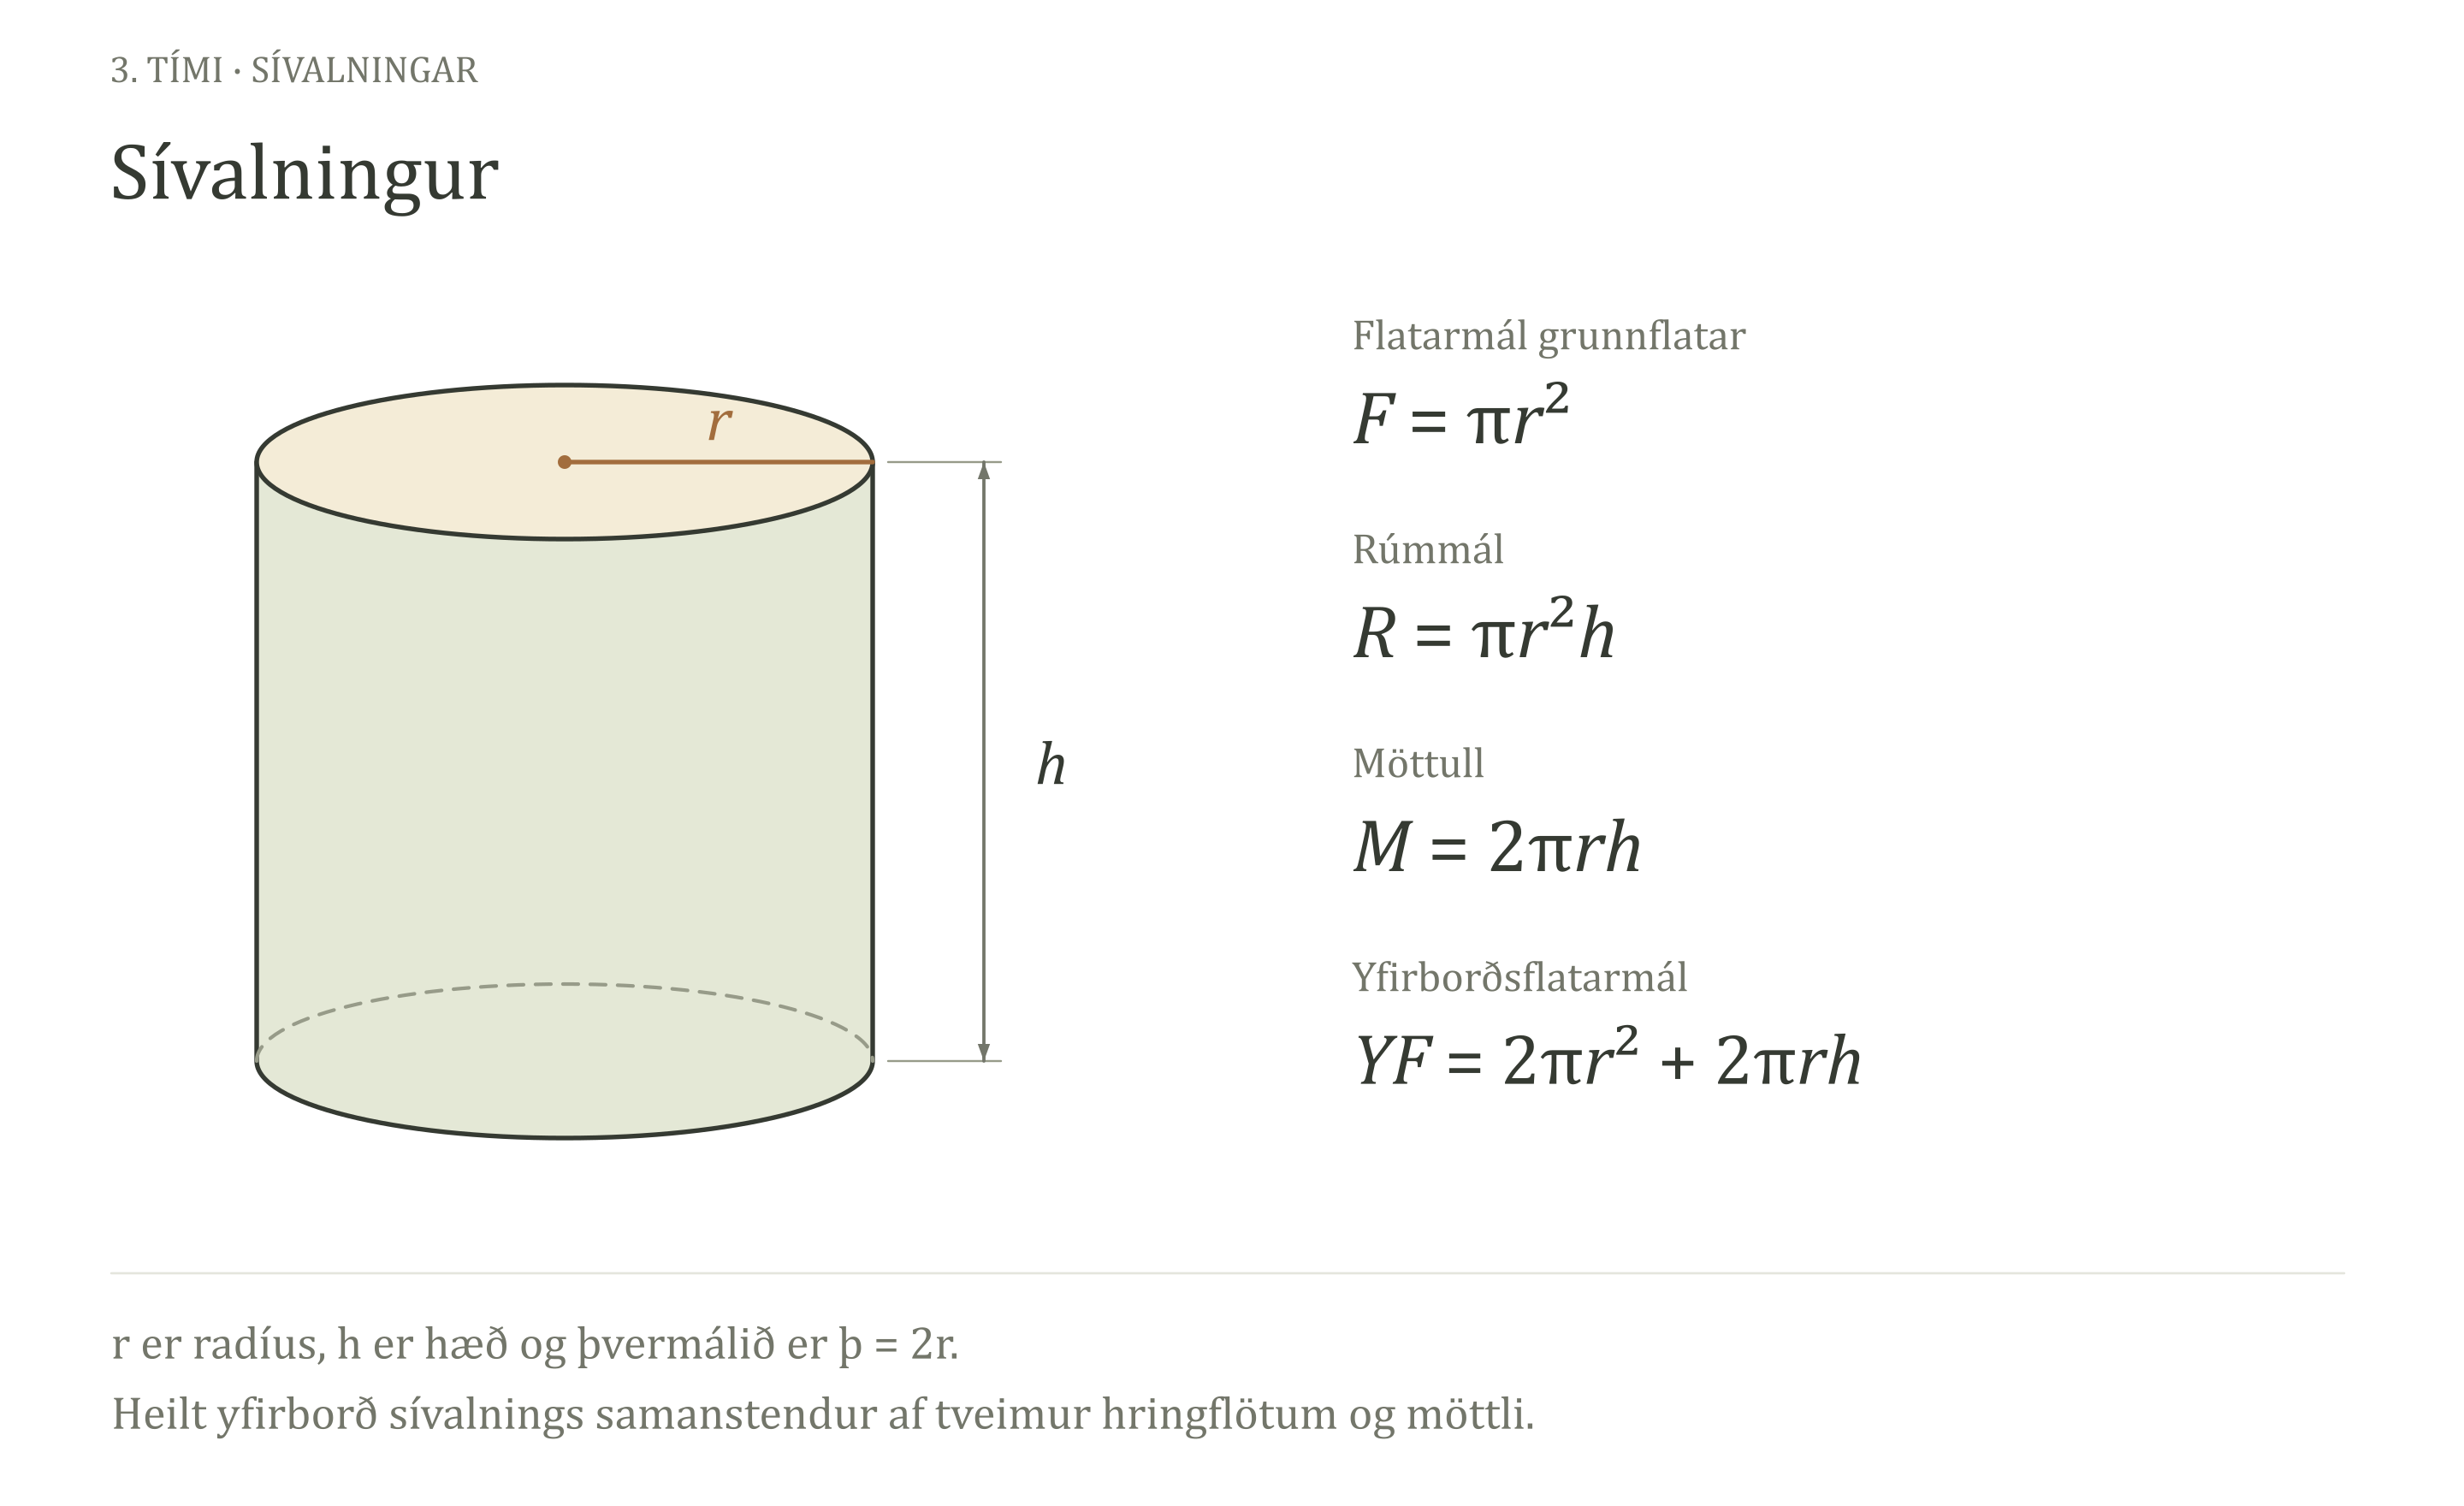 3. TÍMI · SÍVALNINGAR
Sívalningur
r
h
Flatarmál grunnflatar
F = πr²
Rúmmál
R = πr²h
Möttull
M = 2πrh
Yfirborðsflatarmál
YF = 2πr² + 2πrh
r er radíus, h er hæð og þvermálið er þ = 2r.
Heilt yfirborð sívalnings samanstendur af tveimur hringflötum og möttli.